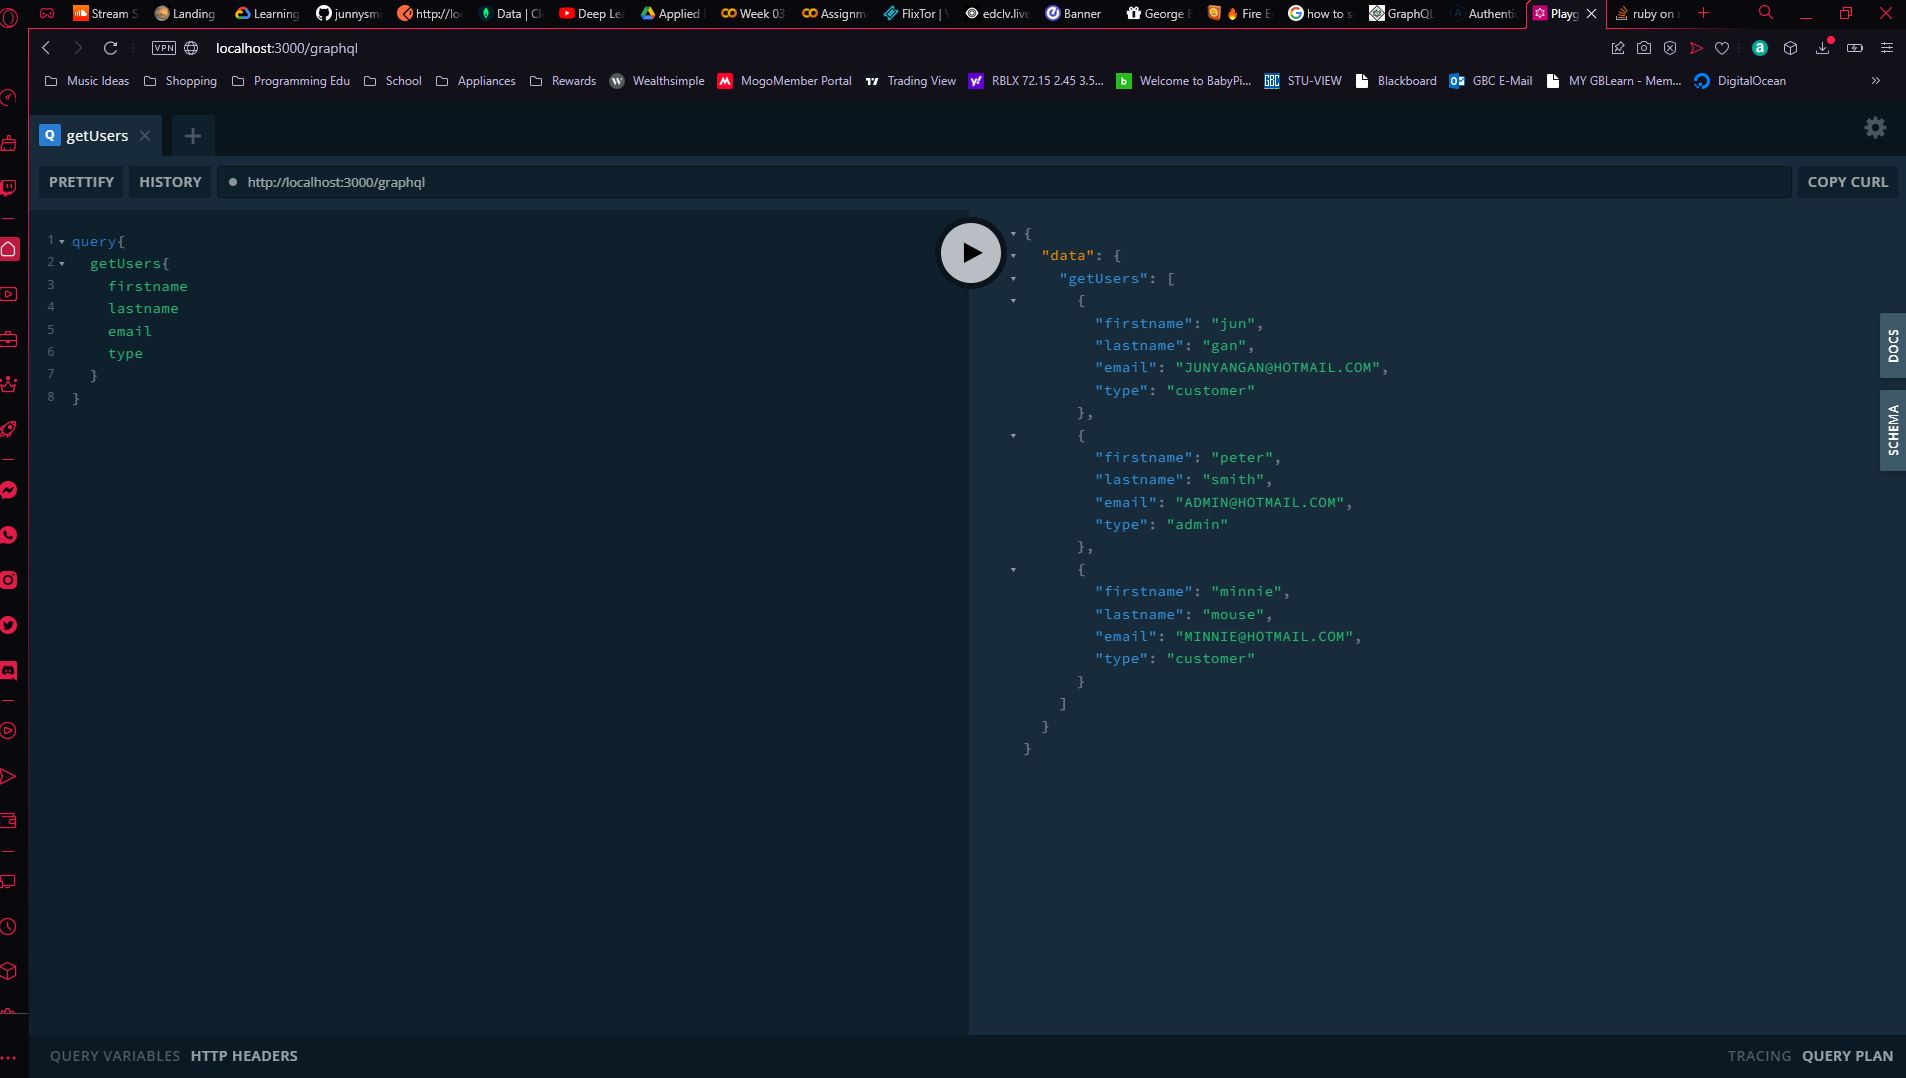 Stream S
Landing
Learning
junnysmi
http://lo
Data | Cl
Deep Lea
Applied
Week 03
Assignm
FlixTor |
edclv.live
Banner
George B
Fire E
how to s
GraphQL
Authenti
Playg
ruby on
VPN localhost:3000/graphql
Music Ideas Shopping Programming Edu School Appliances Rewards Wealthsimple MogoMember Portal Trading View RBLX 72.15 2.45 3.5... Welcome to BabyPi... STU-VIEW Blackboard GBC E-Mail MY GBLearn - Mem... DigitalOcean »
Q getUsers
PRETTIFY HISTORY http://localhost:3000/graphql COPY CURL
1 query{
2 getUsers{
3 firstname
4 lastname
5 email
6 type
7 }
8 }
{
"data": {
"getUsers": [
{
"firstname": "jun",
"lastname": "gan",
"email": "JUNYANGAN@HOTMAIL.COM",
"type": "customer"
},
{
"firstname": "peter",
"lastname": "smith",
"email": "ADMIN@HOTMAIL.COM",
"type": "admin"
},
{
"firstname": "minnie",
"lastname": "mouse",
"email": "MINNIE@HOTMAIL.COM",
"type": "customer"
}
]
}
}
DOCS
SCHEMA
QUERY VARIABLES HTTP HEADERS
TRACING QUERY PLAN